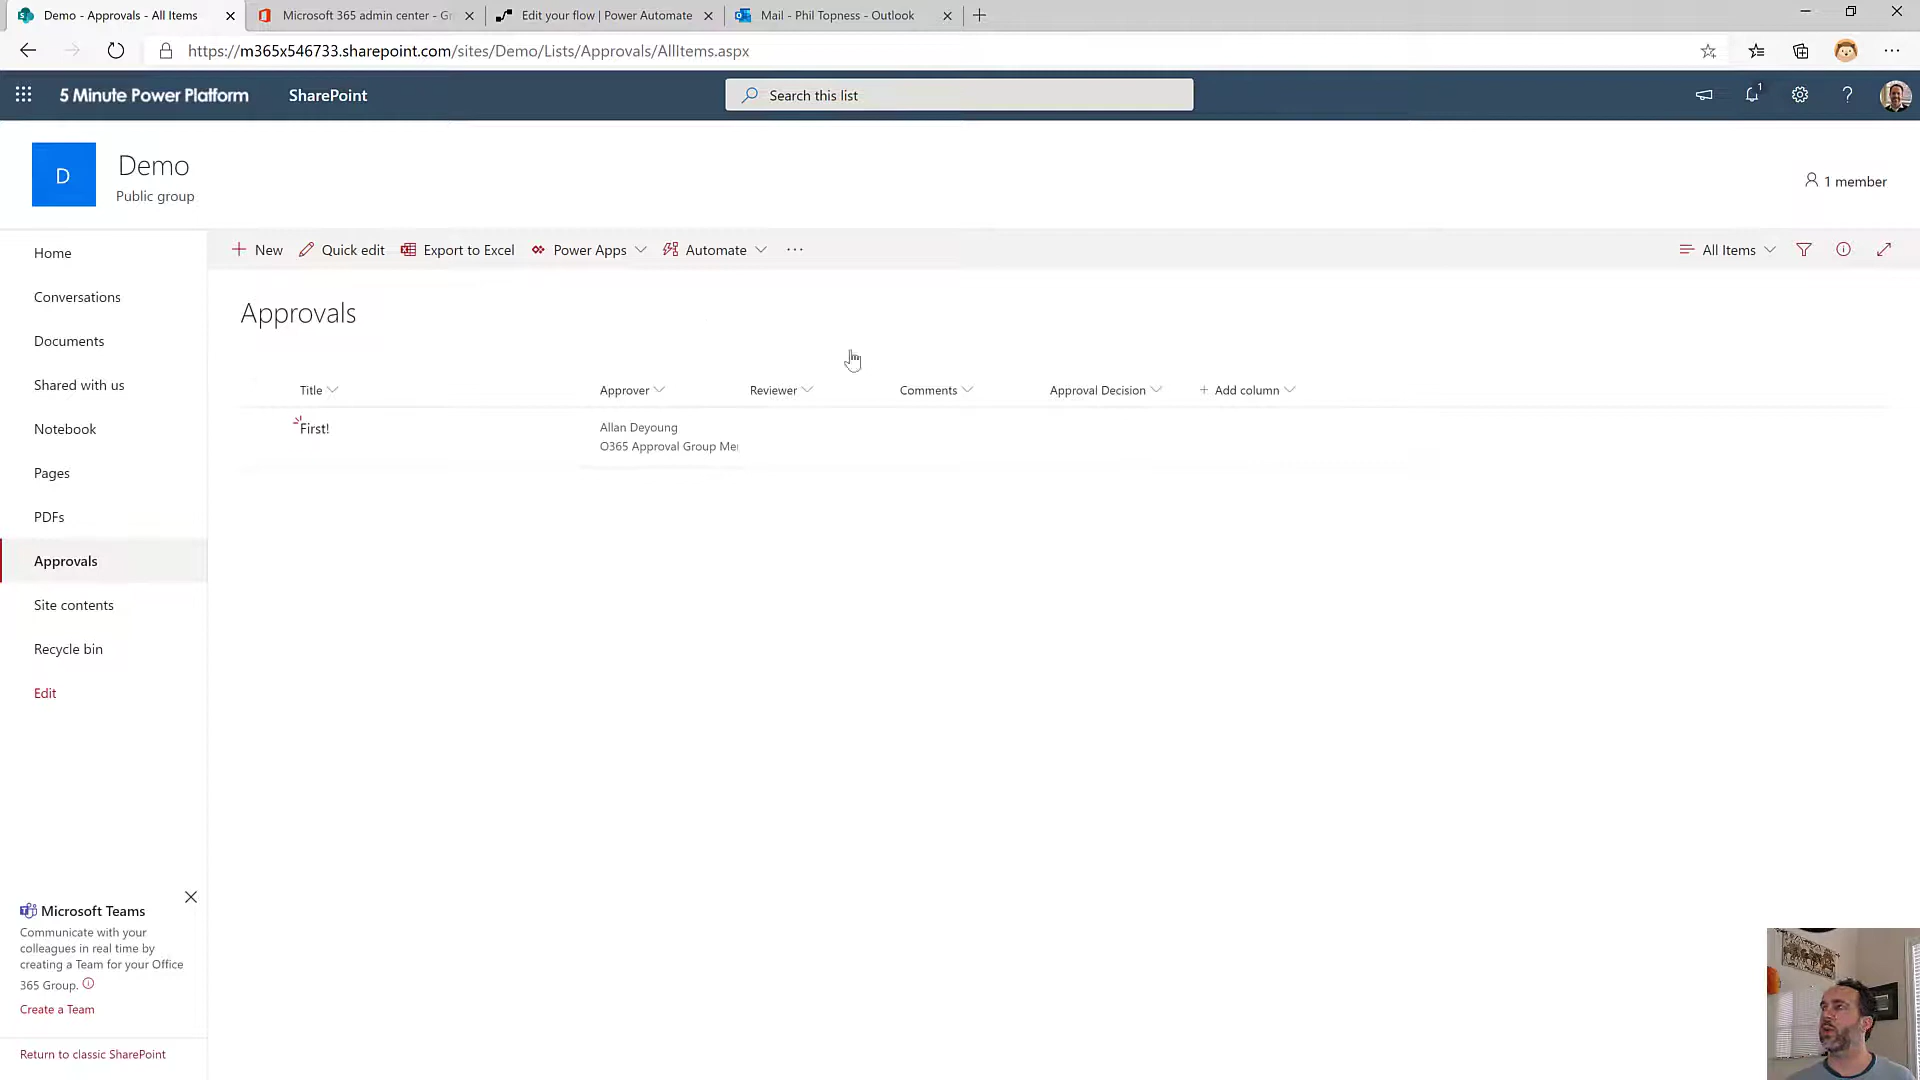 Demo - Approvals - All Items
Microsoft 365 admin center - Gr
Edit your flow | Power Automate
Mail - Phil Topness - Outlook
https://m365x546733.sharepoint.com/sites/Demo/Lists/Approvals/AllItems.aspx
5 Minute Power Platform
SharePoint
Search this list
1
?
D
Demo
Public group
1 member
Home
Conversations
Documents
Shared with us
Notebook
Pages
PDFs
Approvals
Site contents
Recycle bin
Edit
New
Quick edit
Export to Excel
Power Apps
Automate
All Items
Approvals
Title
Approver
Reviewer
Comments
Approval Decision
Add column
First!
Allan Deyoung
O365 Approval Group Me
Microsoft Teams
Communicate with your
colleagues in real time by
creating a Team for your Office
365 Group.
Create a Team
Return to classic SharePoint